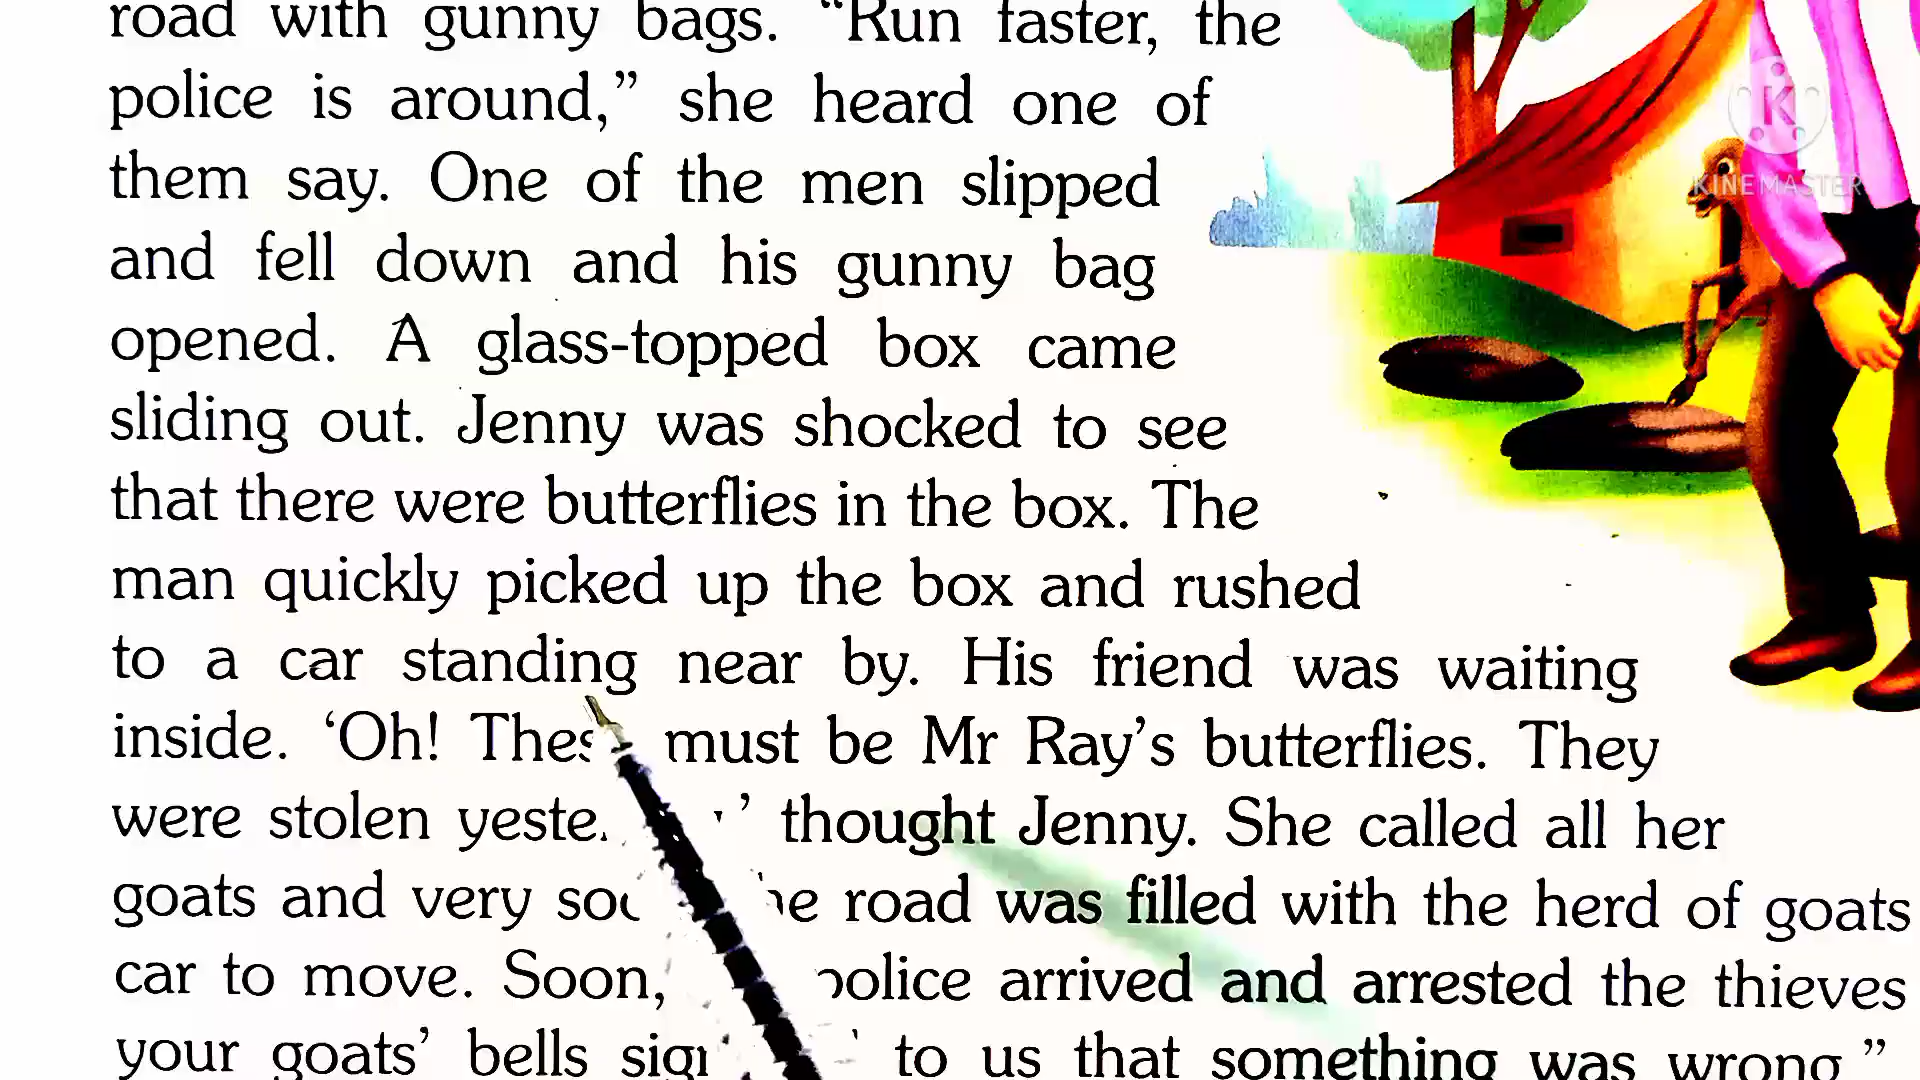 road with gunny bags. “Run faster, the
police is around,” she heard one of
them say. One of the men slipped
and fell down and his gunny bag
opened. A glass-topped box came
sliding out. Jenny was shocked to see
that there were butterflies in the box. The
man quickly picked up the box and rushed
to a car standing near by. His friend was waiting
inside. ‘Oh! must be Mr Ray’s butterflies. They
were stolen thought Jenny. She called all her
goats and very road was filled with the herd of goats
car to move. Soon, police arrived and arrested the thieves
your goats’ bells to us that something was wrong.”
K
KINEMASTER